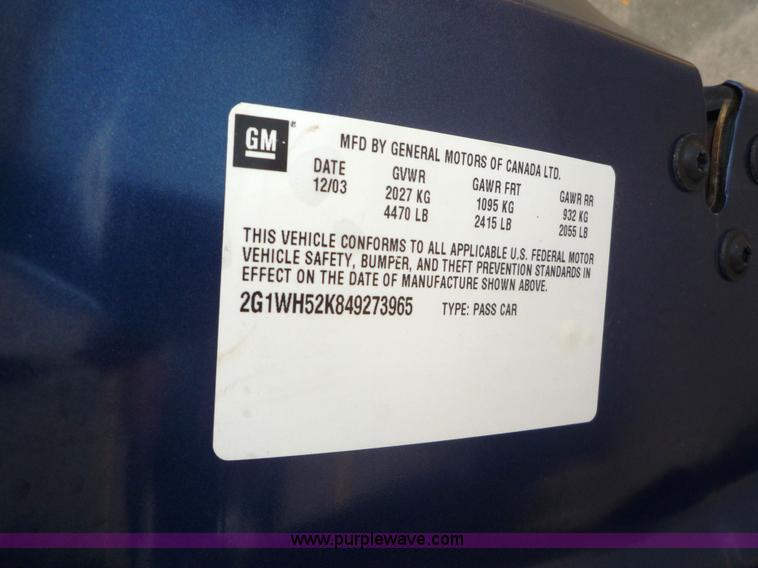 GM
MFD BY GENERAL MOTORS OF CANADA LTD.
DATE GVWR GAWR FRT GAWR RR
12/03 2027 KG 1095 KG 932 KG
4470 LB 2415 LB 2055 LB
THIS VEHICLE CONFORMS TO ALL APPLICABLE U.S. FEDERAL MOTOR
VEHICLE SAFETY, BUMPER, AND THEFT PREVENTION STANDARDS IN
EFFECT ON THE DATE OF MANUFACTURE SHOWN ABOVE.
2G1WH52K849273965 TYPE: PASS CAR
www.purplewave.com